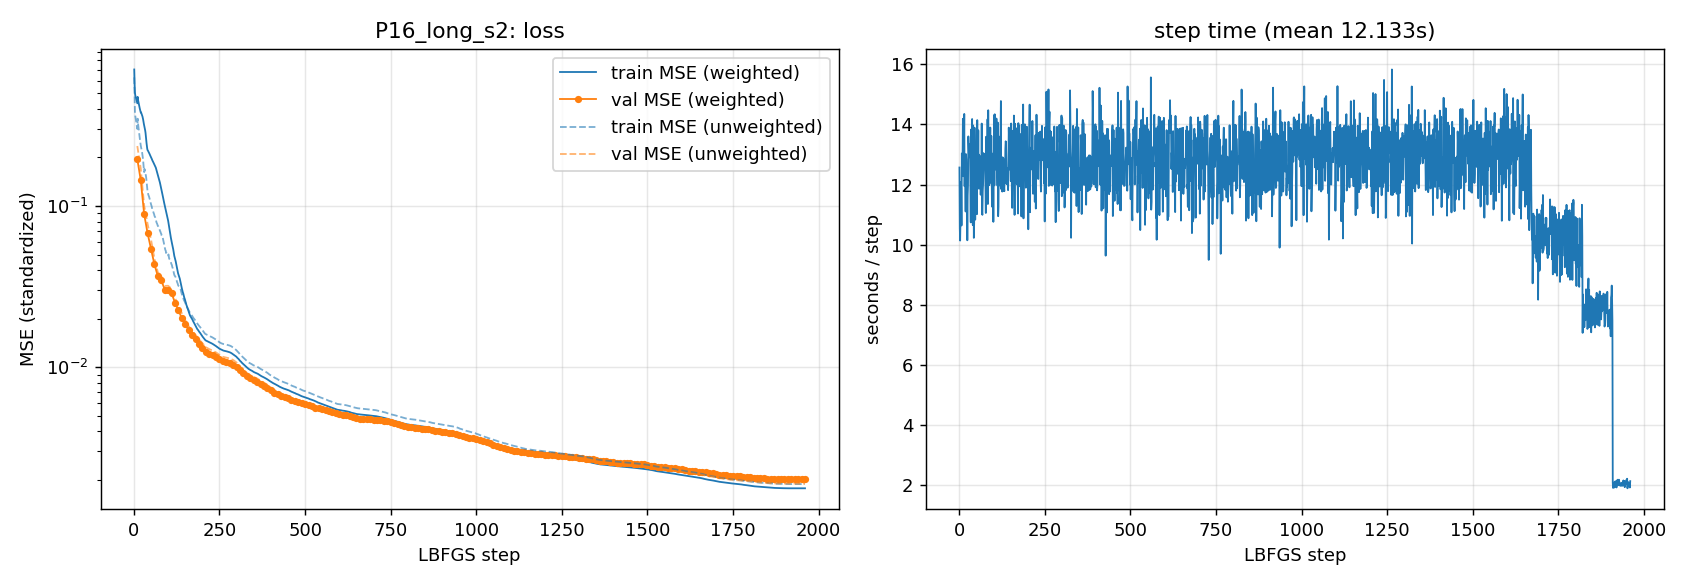 P16_long_s2: loss
train MSE (weighted)
val MSE (weighted)
train MSE (unweighted)
val MSE (unweighted)
MSE (standardized)
10⁻¹
10⁻²
0 250 500 750 1000 1250 1500 1750 2000
LBFGS step
step time (mean 12.133s)
seconds / step
16
14
12
10
8
6
4
2
0 250 500 750 1000 1250 1500 1750 2000
LBFGS step